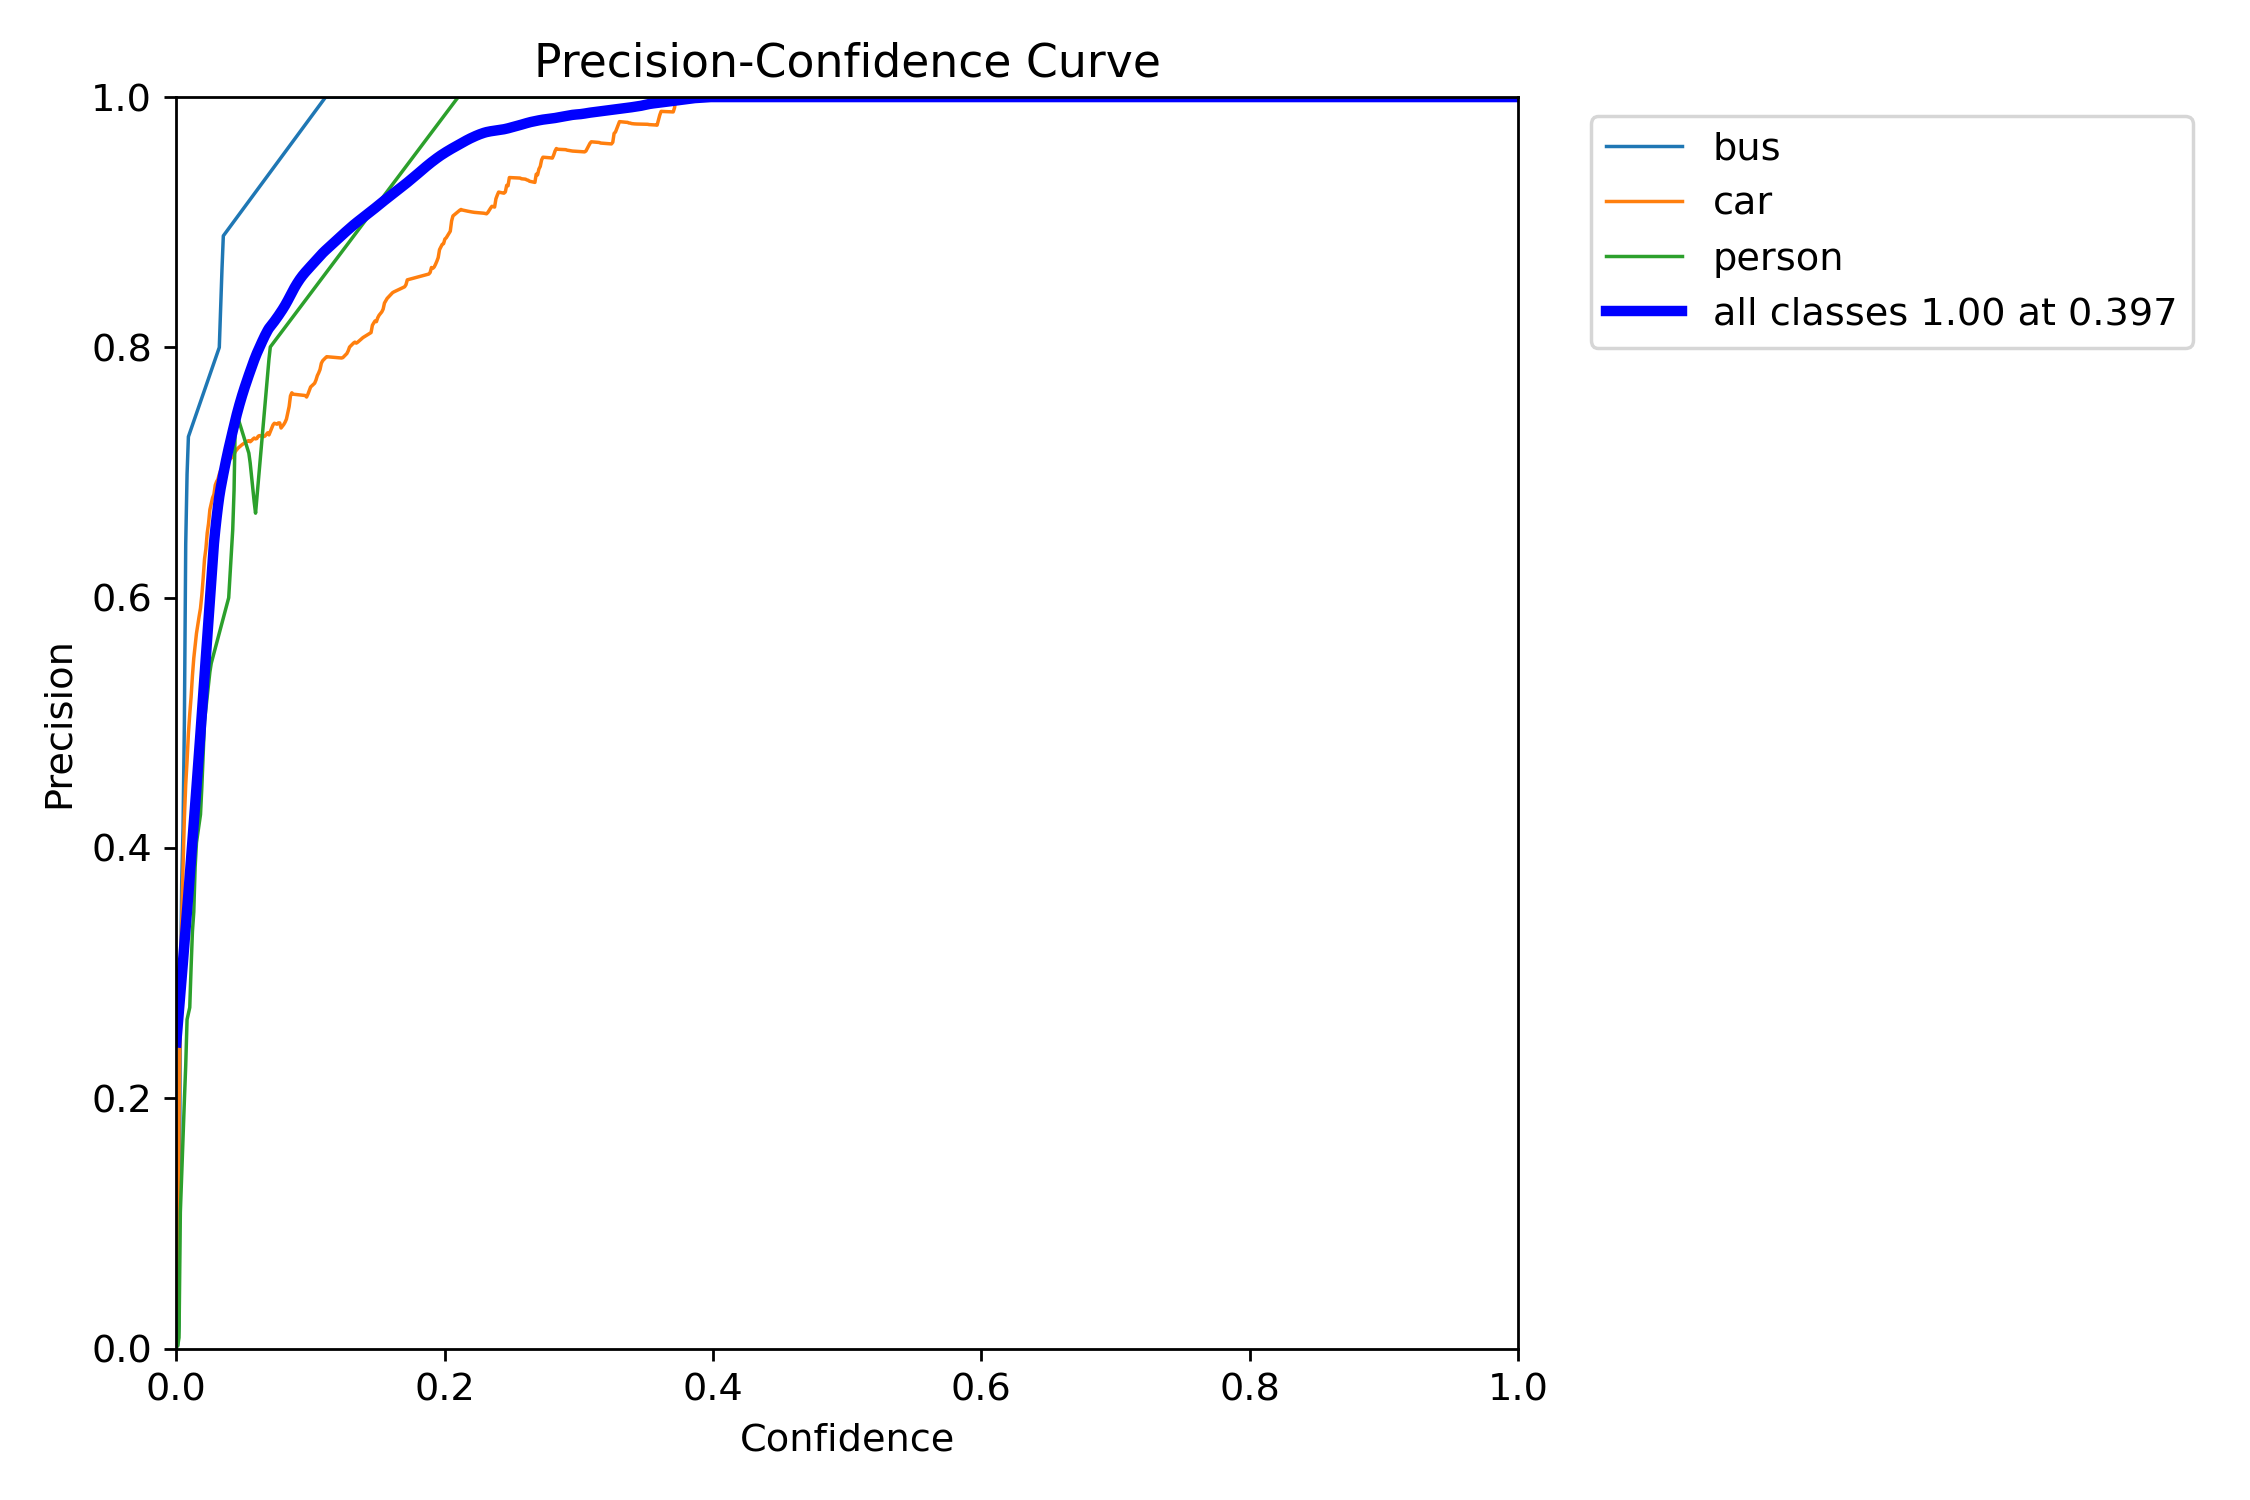 Precision-Confidence Curve
1.0
0.8
0.6
0.4
0.2
0.0
Precision
0.0 0.2 0.4 0.6 0.8 1.0
Confidence
bus
car
person
all classes 1.00 at 0.397